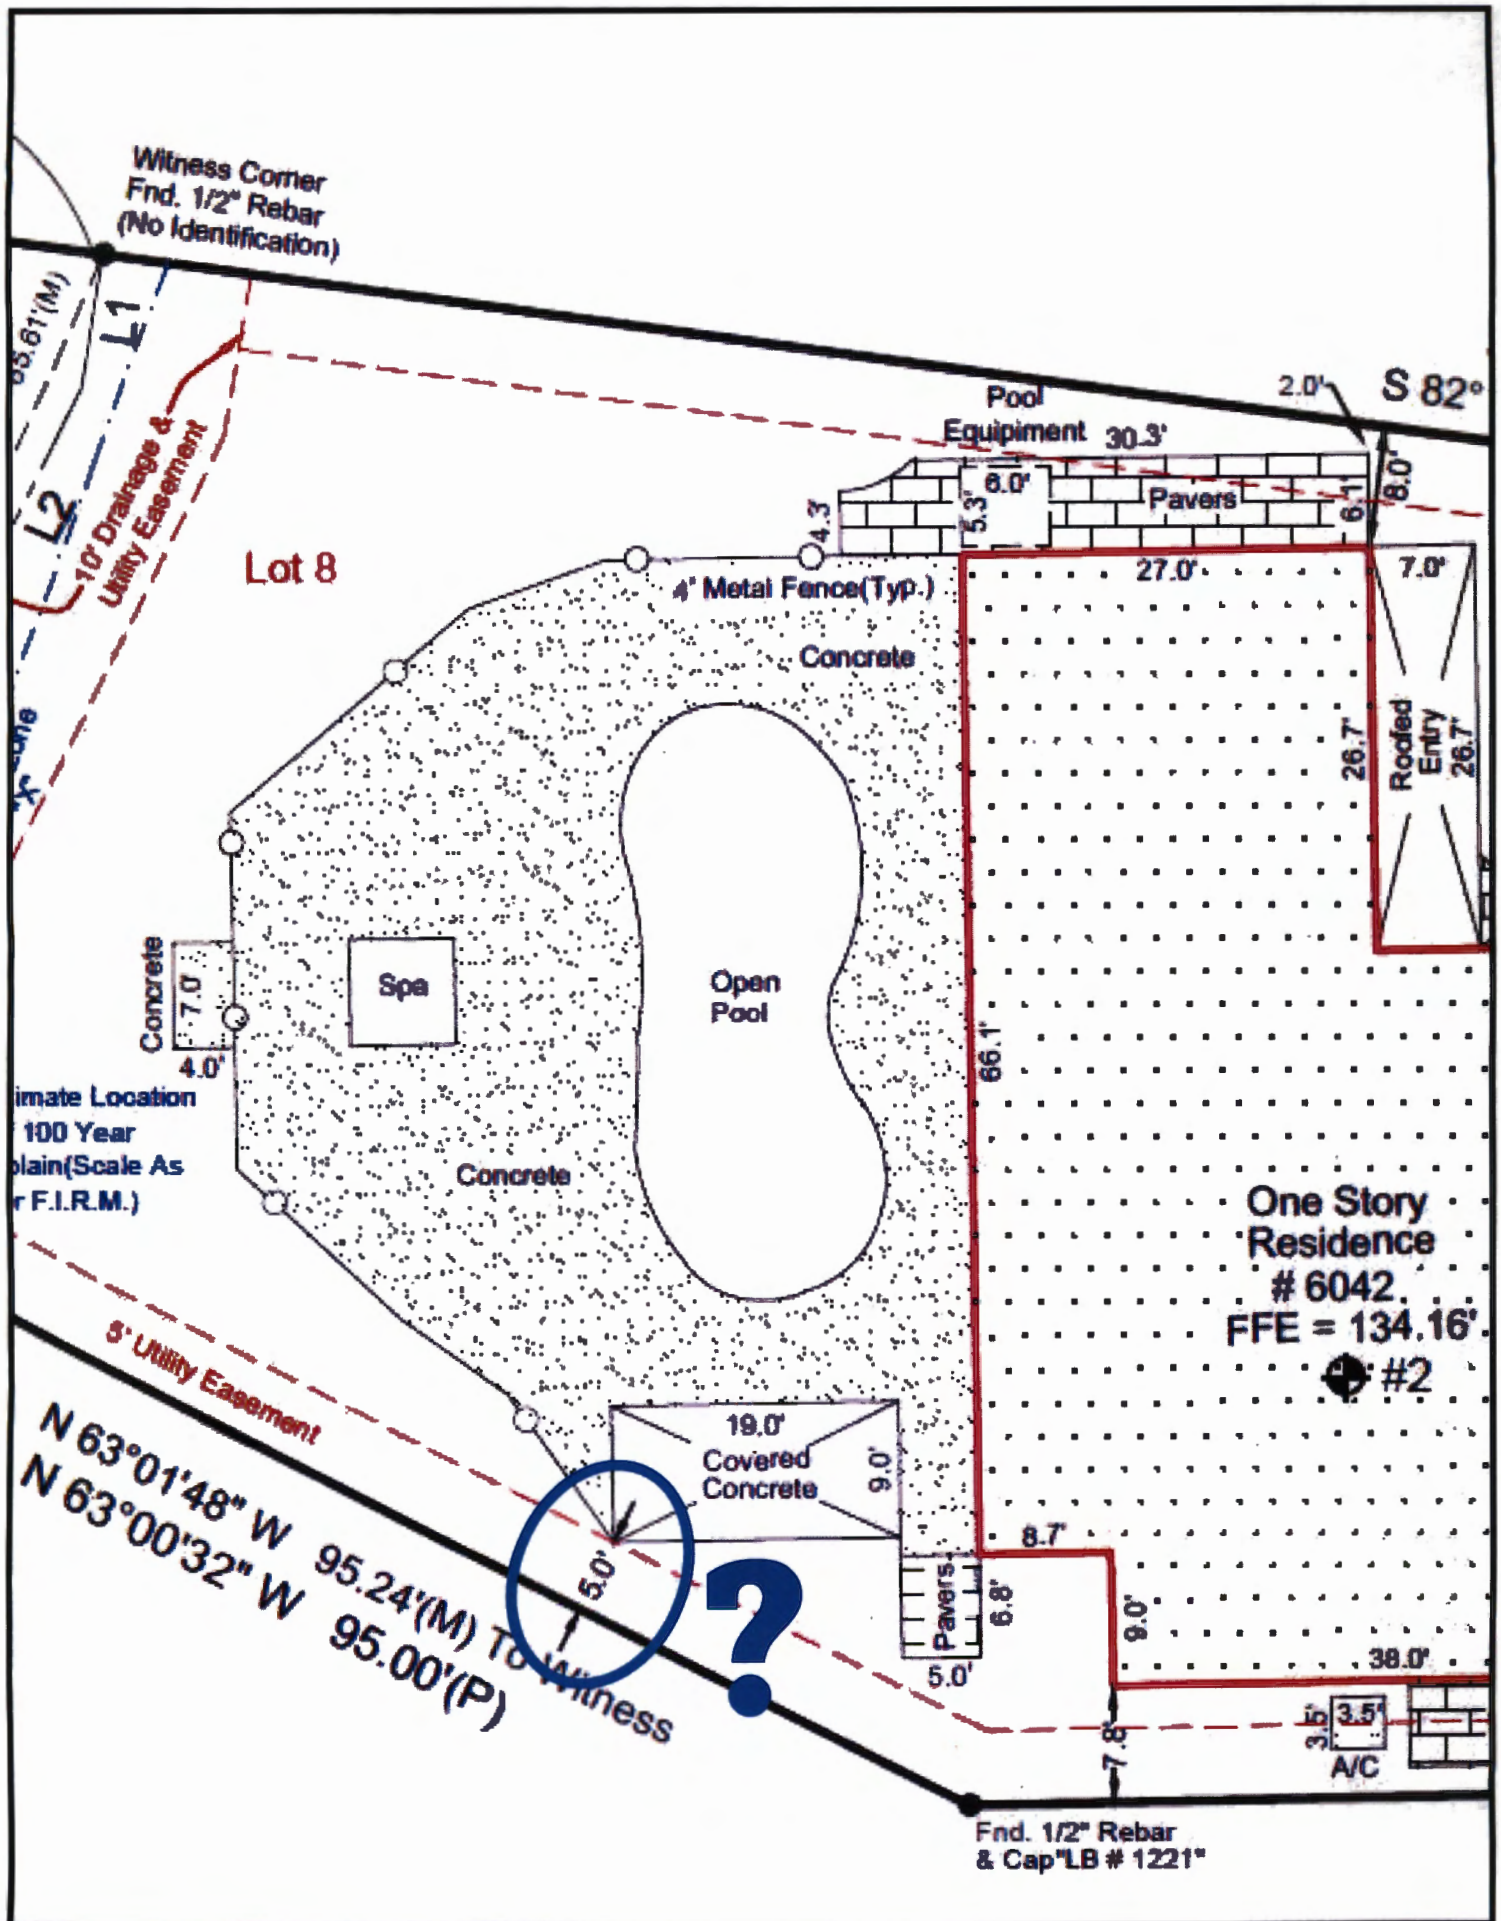 Witness Corner
Fnd. 1/2" Rebar
(No Identification)
L1
L2
10' Drainage &
Utility Easement
Lot 8
Pool
Equipiment
30.3'
2.0'
S 82°
8.0'
6.0'
5.3'
4.3'
Pavers
6.1'
27.0'
7.0'
4' Metal Fence(Typ.)
Concrete
26.7'
Roofed
Entry
26.7'
Concrete
7.0'
4.0'
Spa
Open
Pool
66.1'
imate Location
100 Year
plain(Scale As
r F.I.R.M.)
"X"
Concrete
One Story
Residence
# 6042
FFE = 134.16'
#2
5' Utility Easement
19.0'
Covered
Concrete
9.0'
8.7'
5.0'
?
Pavers
6.8'
5.0'
9.0'
38.0'
3.5'
3.5'
A/C
7.8'
N 63°01'48" W 95.24'(M) To Witness
N 63°00'32" W 95.00'(P)
Fnd. 1/2" Rebar
& Cap"LB # 1221"